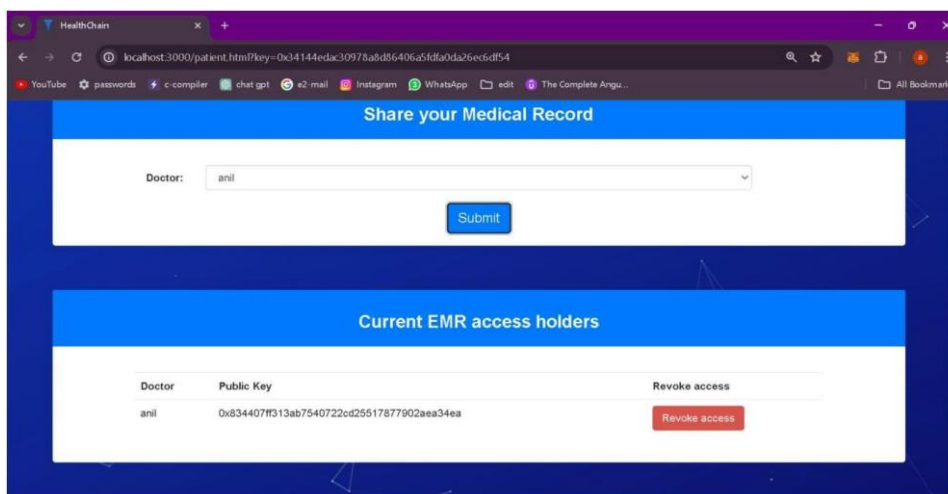 HealthChain
localhost:3000/patient.html?key=0x34144edac30978a8d86406a5fdfa0da26ec6df54
YouTube passwords c-compiler chat gpt e2-mail Instagram WhatsApp edit The Complete Angu... All Bookmark
Share your Medical Record
Doctor: anil
Submit
Current EMR access holders
Doctor Public Key Revoke access
anil 0x834407ff313ab7540722cd25517877902aea34ea Revoke access